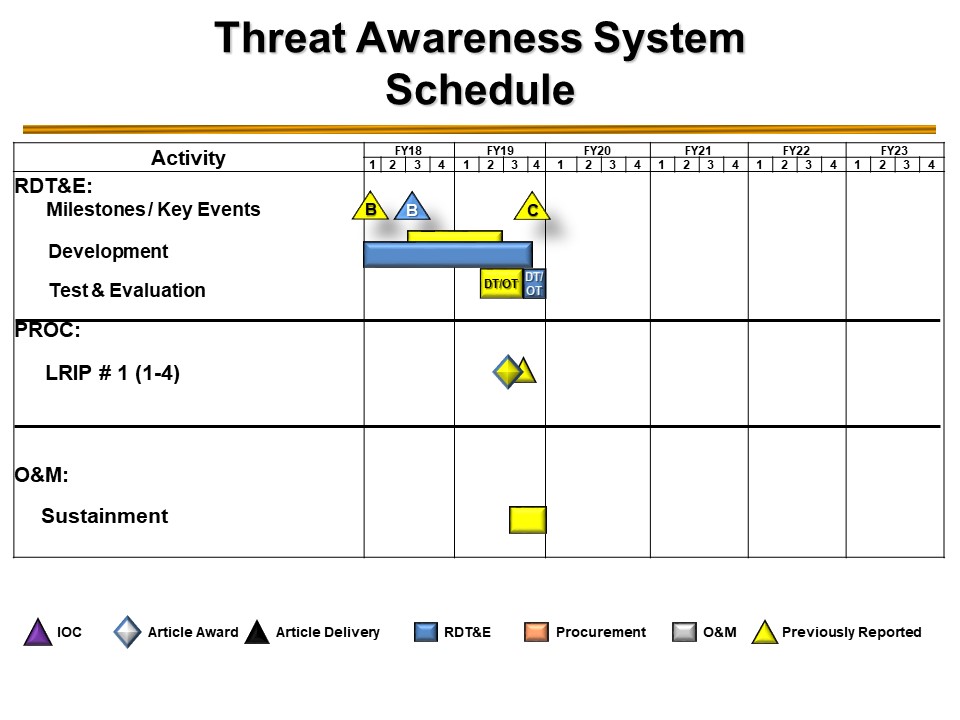 Threat Awareness System
Schedule
Activity FY18 FY19 FY20 FY21 FY22 FY23
1 2 3 4 1 2 3 4 1 2 3 4 1 2 3 4 1 2 3 4 1 2 3 4
RDT&E:
Milestones / Key Events B B C
Development
Test & Evaluation DT/OT DT/
OT
PROC:
LRIP # 1 (1-4)
O&M:
Sustainment
IOC Article Award Article Delivery RDT&E Procurement O&M Previously Reported